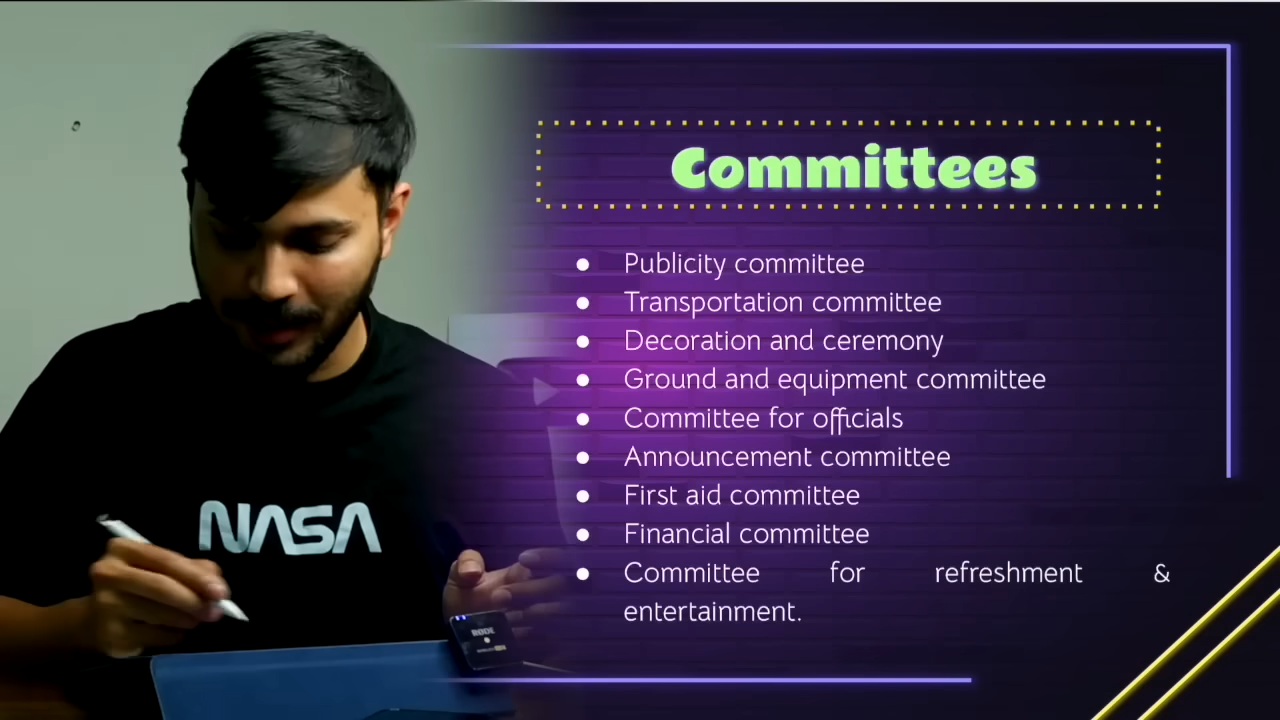 Committees
● Publicity committee
● Transportation committee
● Decoration and ceremony
● Ground and equipment committee
● Committee for officials
● Announcement committee
● First aid committee
● Financial committee
● Committee for refreshment &
entertainment.
NASA
RODE